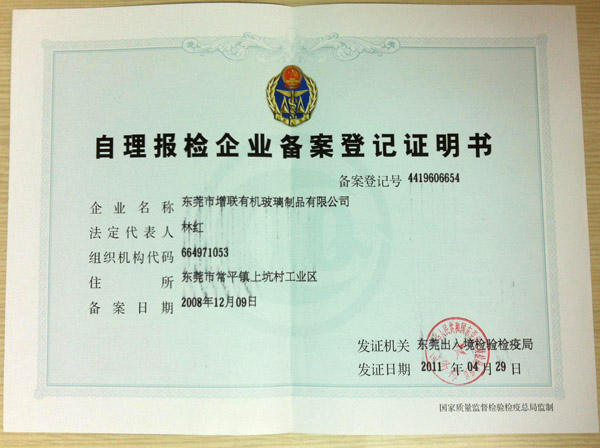 自理报检企业备案登记证明书
备案登记号 4419606654
企业名称 东莞市增联有机玻璃制品有限公司
法定代表人 林红
组织机构代码 664971053
住所 东莞市常平镇上坑村工业区
备案日期 2008年12月09日
发证机关 东莞出入境检验检疫局
发证日期 2011 年 04 月 29 日
国家质量监督检验检疫总局监制